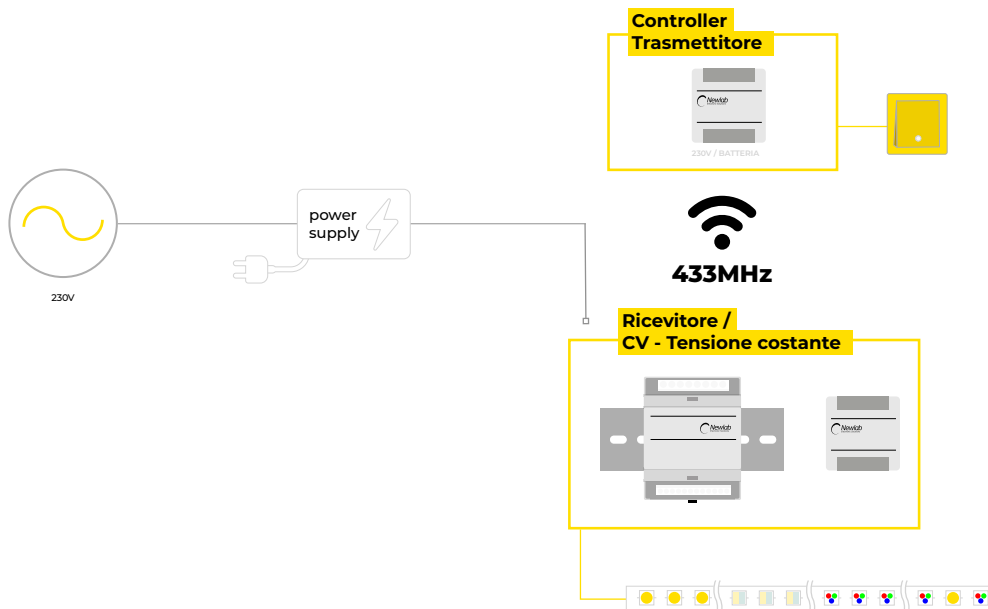 Controller
Trasmettitore
Newlab
230V / BATTERIA
power
supply
230V
433MHz
Ricevitore /
CV - Tensione costante
Newlab
Newlab